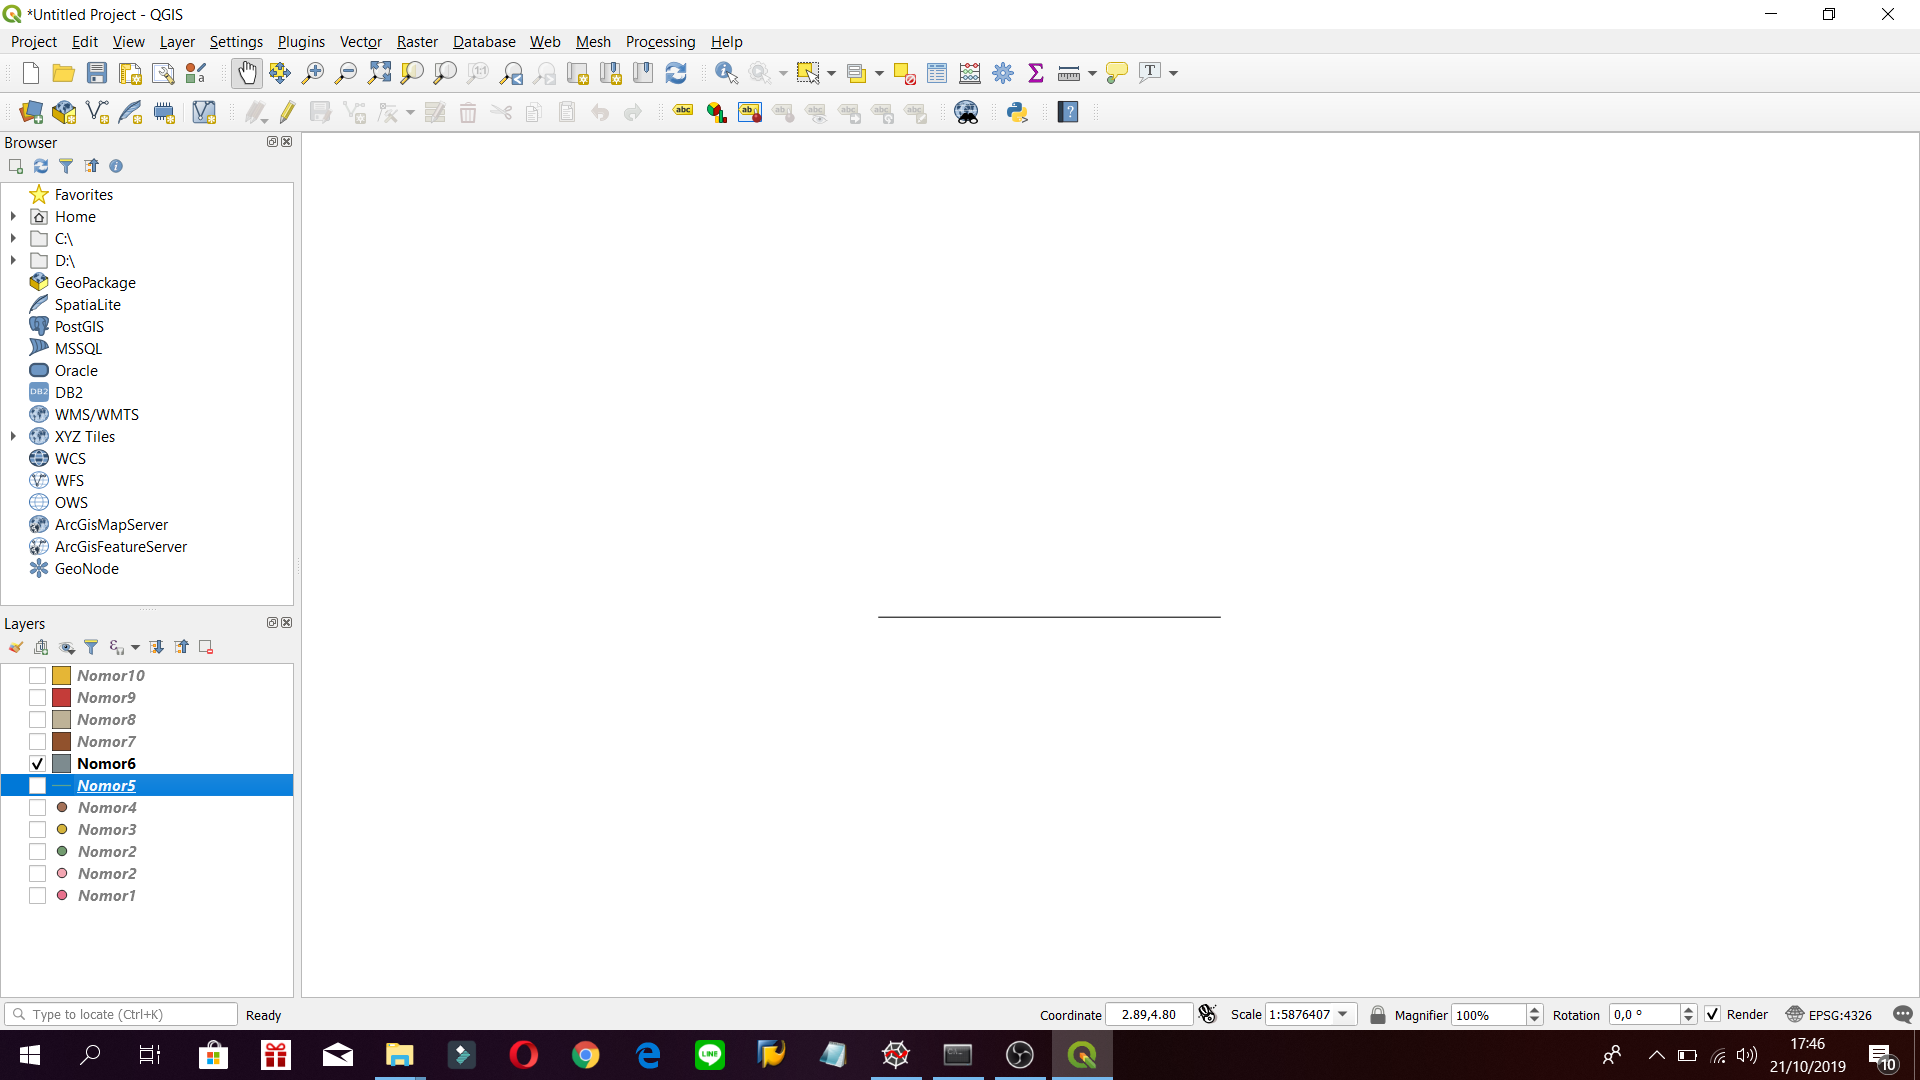 *Untitled Project - QGIS
Project Edit View Layer Settings Plugins Vector Raster Database Web Mesh Processing Help
Browser
Favorites
Home
C:\
D:\
GeoPackage
SpatiaLite
PostGIS
MSSQL
Oracle
DB2
WMS/WMTS
XYZ Tiles
WCS
WFS
OWS
ArcGisMapServer
ArcGisFeatureServer
GeoNode
Layers
Nomor10
Nomor9
Nomor8
Nomor7
Nomor6
Nomor5
Nomor4
Nomor3
Nomor2
Nomor2
Nomor1
Type to locate (Ctrl+K) Ready Coordinate 2.89,4.80 Scale 1:5876407 Magnifier 100% Rotation 0,0 ° Render EPSG:4326
17:46
21/10/2019
10